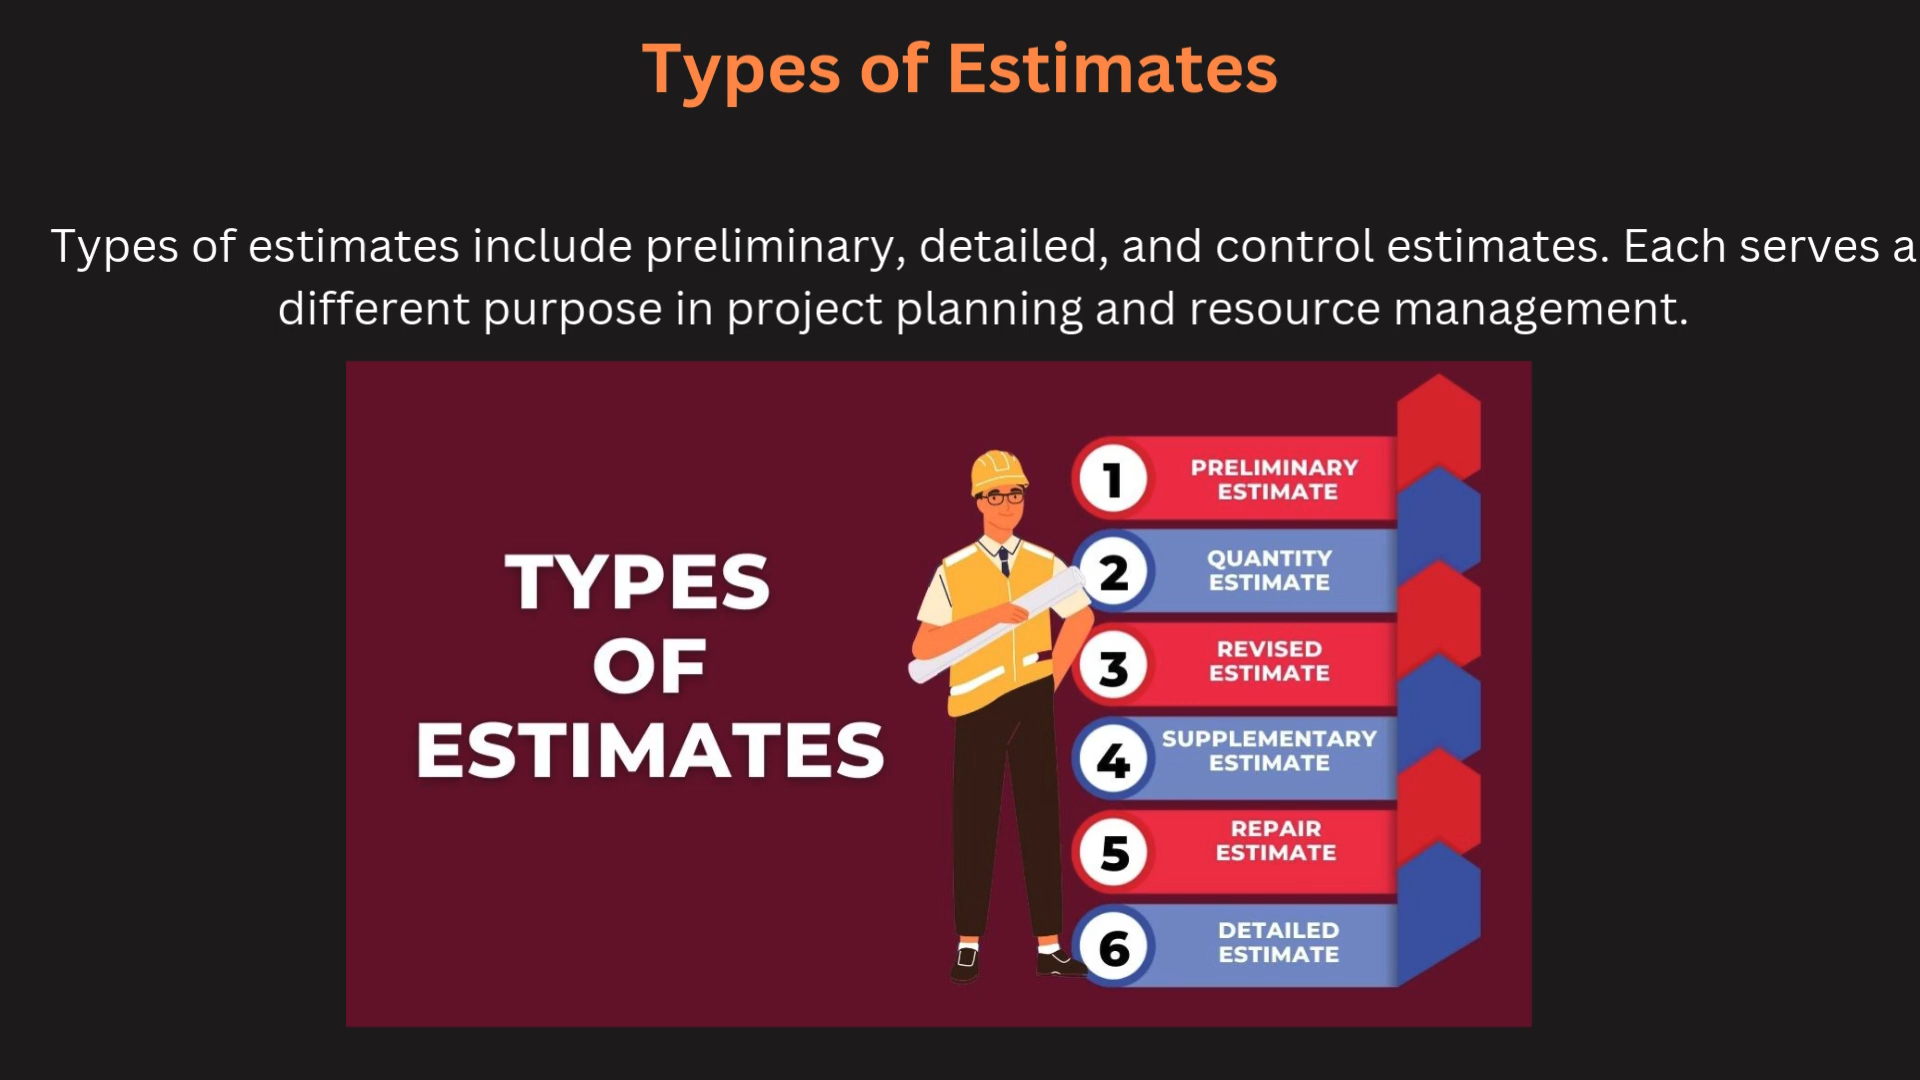 Types of Estimates
Types of estimates include preliminary, detailed, and control estimates. Each serves a
different purpose in project planning and resource management.
TYPES
OF
ESTIMATES
1
PRELIMINARY
ESTIMATE
2
QUANTITY
ESTIMATE
3
REVISED
ESTIMATE
4
SUPPLEMENTARY
ESTIMATE
5
REPAIR
ESTIMATE
6
DETAILED
ESTIMATE